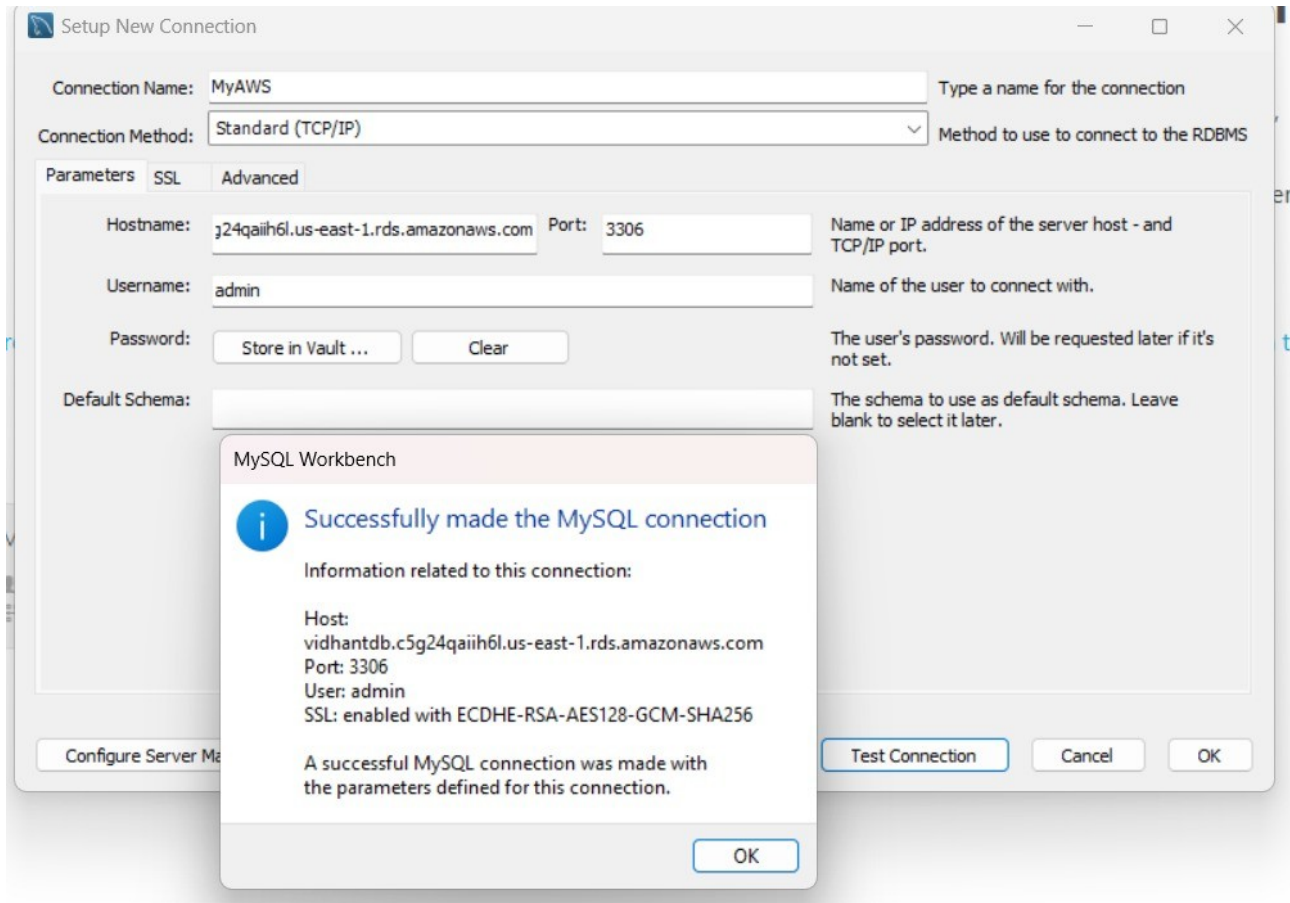 Setup New Connection
Connection Name: MyAWS Type a name for the connection
Connection Method: Standard (TCP/IP) Method to use to connect to the RDBMS
Parameters SSL Advanced
Hostname: g24qaiih6l.us-east-1.rds.amazonaws.com Port: 3306 Name or IP address of the server host - and
TCP/IP port.
Username: admin Name of the user to connect with.
Password: Store in Vault ... Clear The user's password. Will be requested later if it's
not set.
Default Schema: The schema to use as default schema. Leave
blank to select it later.
MySQL Workbench
Successfully made the MySQL connection
Information related to this connection:
Host:
vidhantdb.c5g24qaiih6l.us-east-1.rds.amazonaws.com
Port: 3306
User: admin
SSL: enabled with ECDHE-RSA-AES128-GCM-SHA256
A successful MySQL connection was made with
the parameters defined for this connection.
OK
Configure Server Ma Test Connection Cancel OK